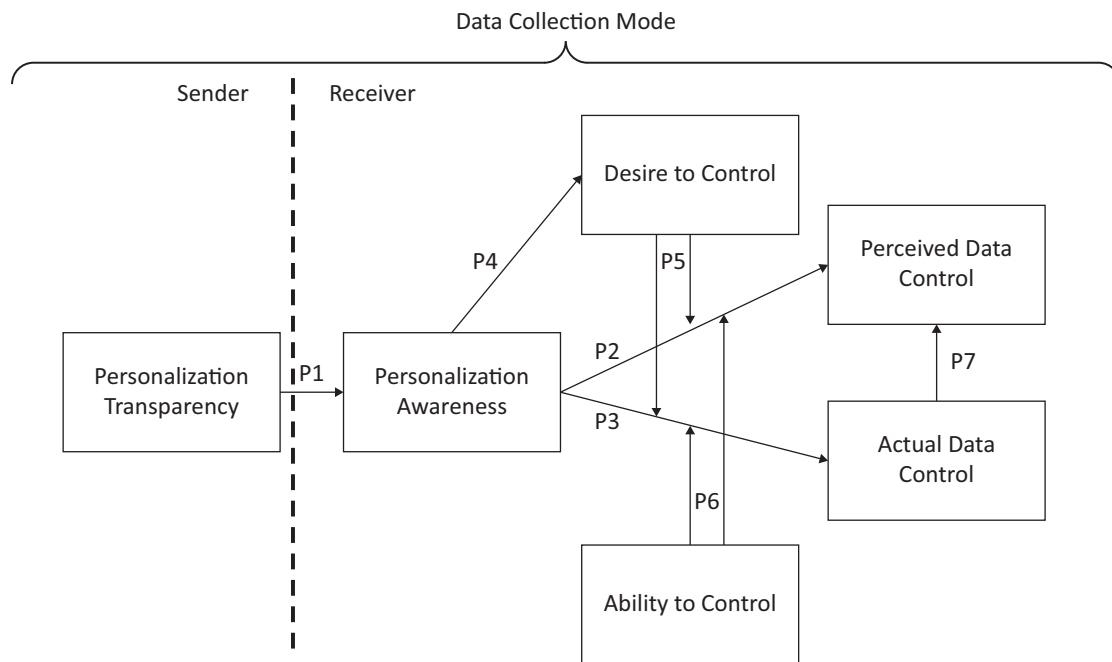 Data Collection Mode
Sender
Receiver
Desire to Control
P4
P5
Perceived Data
Control
Personalization
Transparency
P1
Personalization
Awareness
P2
P3
P7
Actual Data
Control
P6
Ability to Control